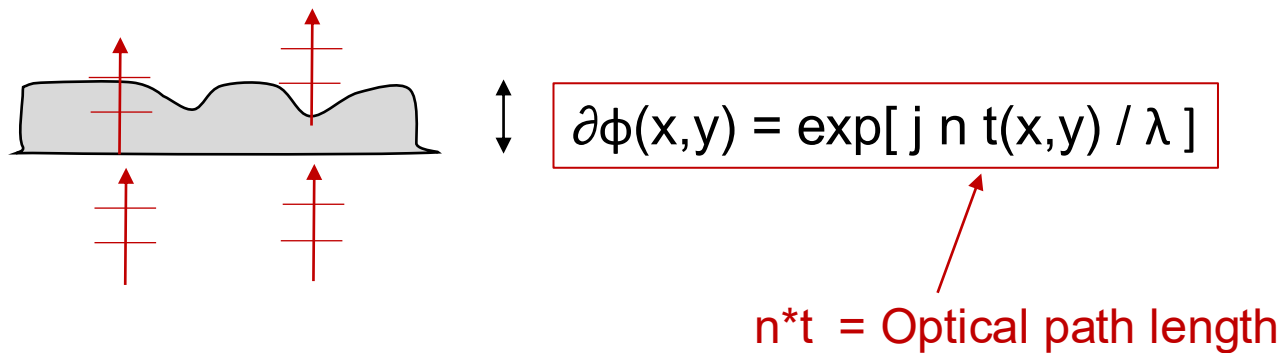 ∂ϕ(x,y) = exp[ j n t(x,y) / λ ]
n*t = Optical path length